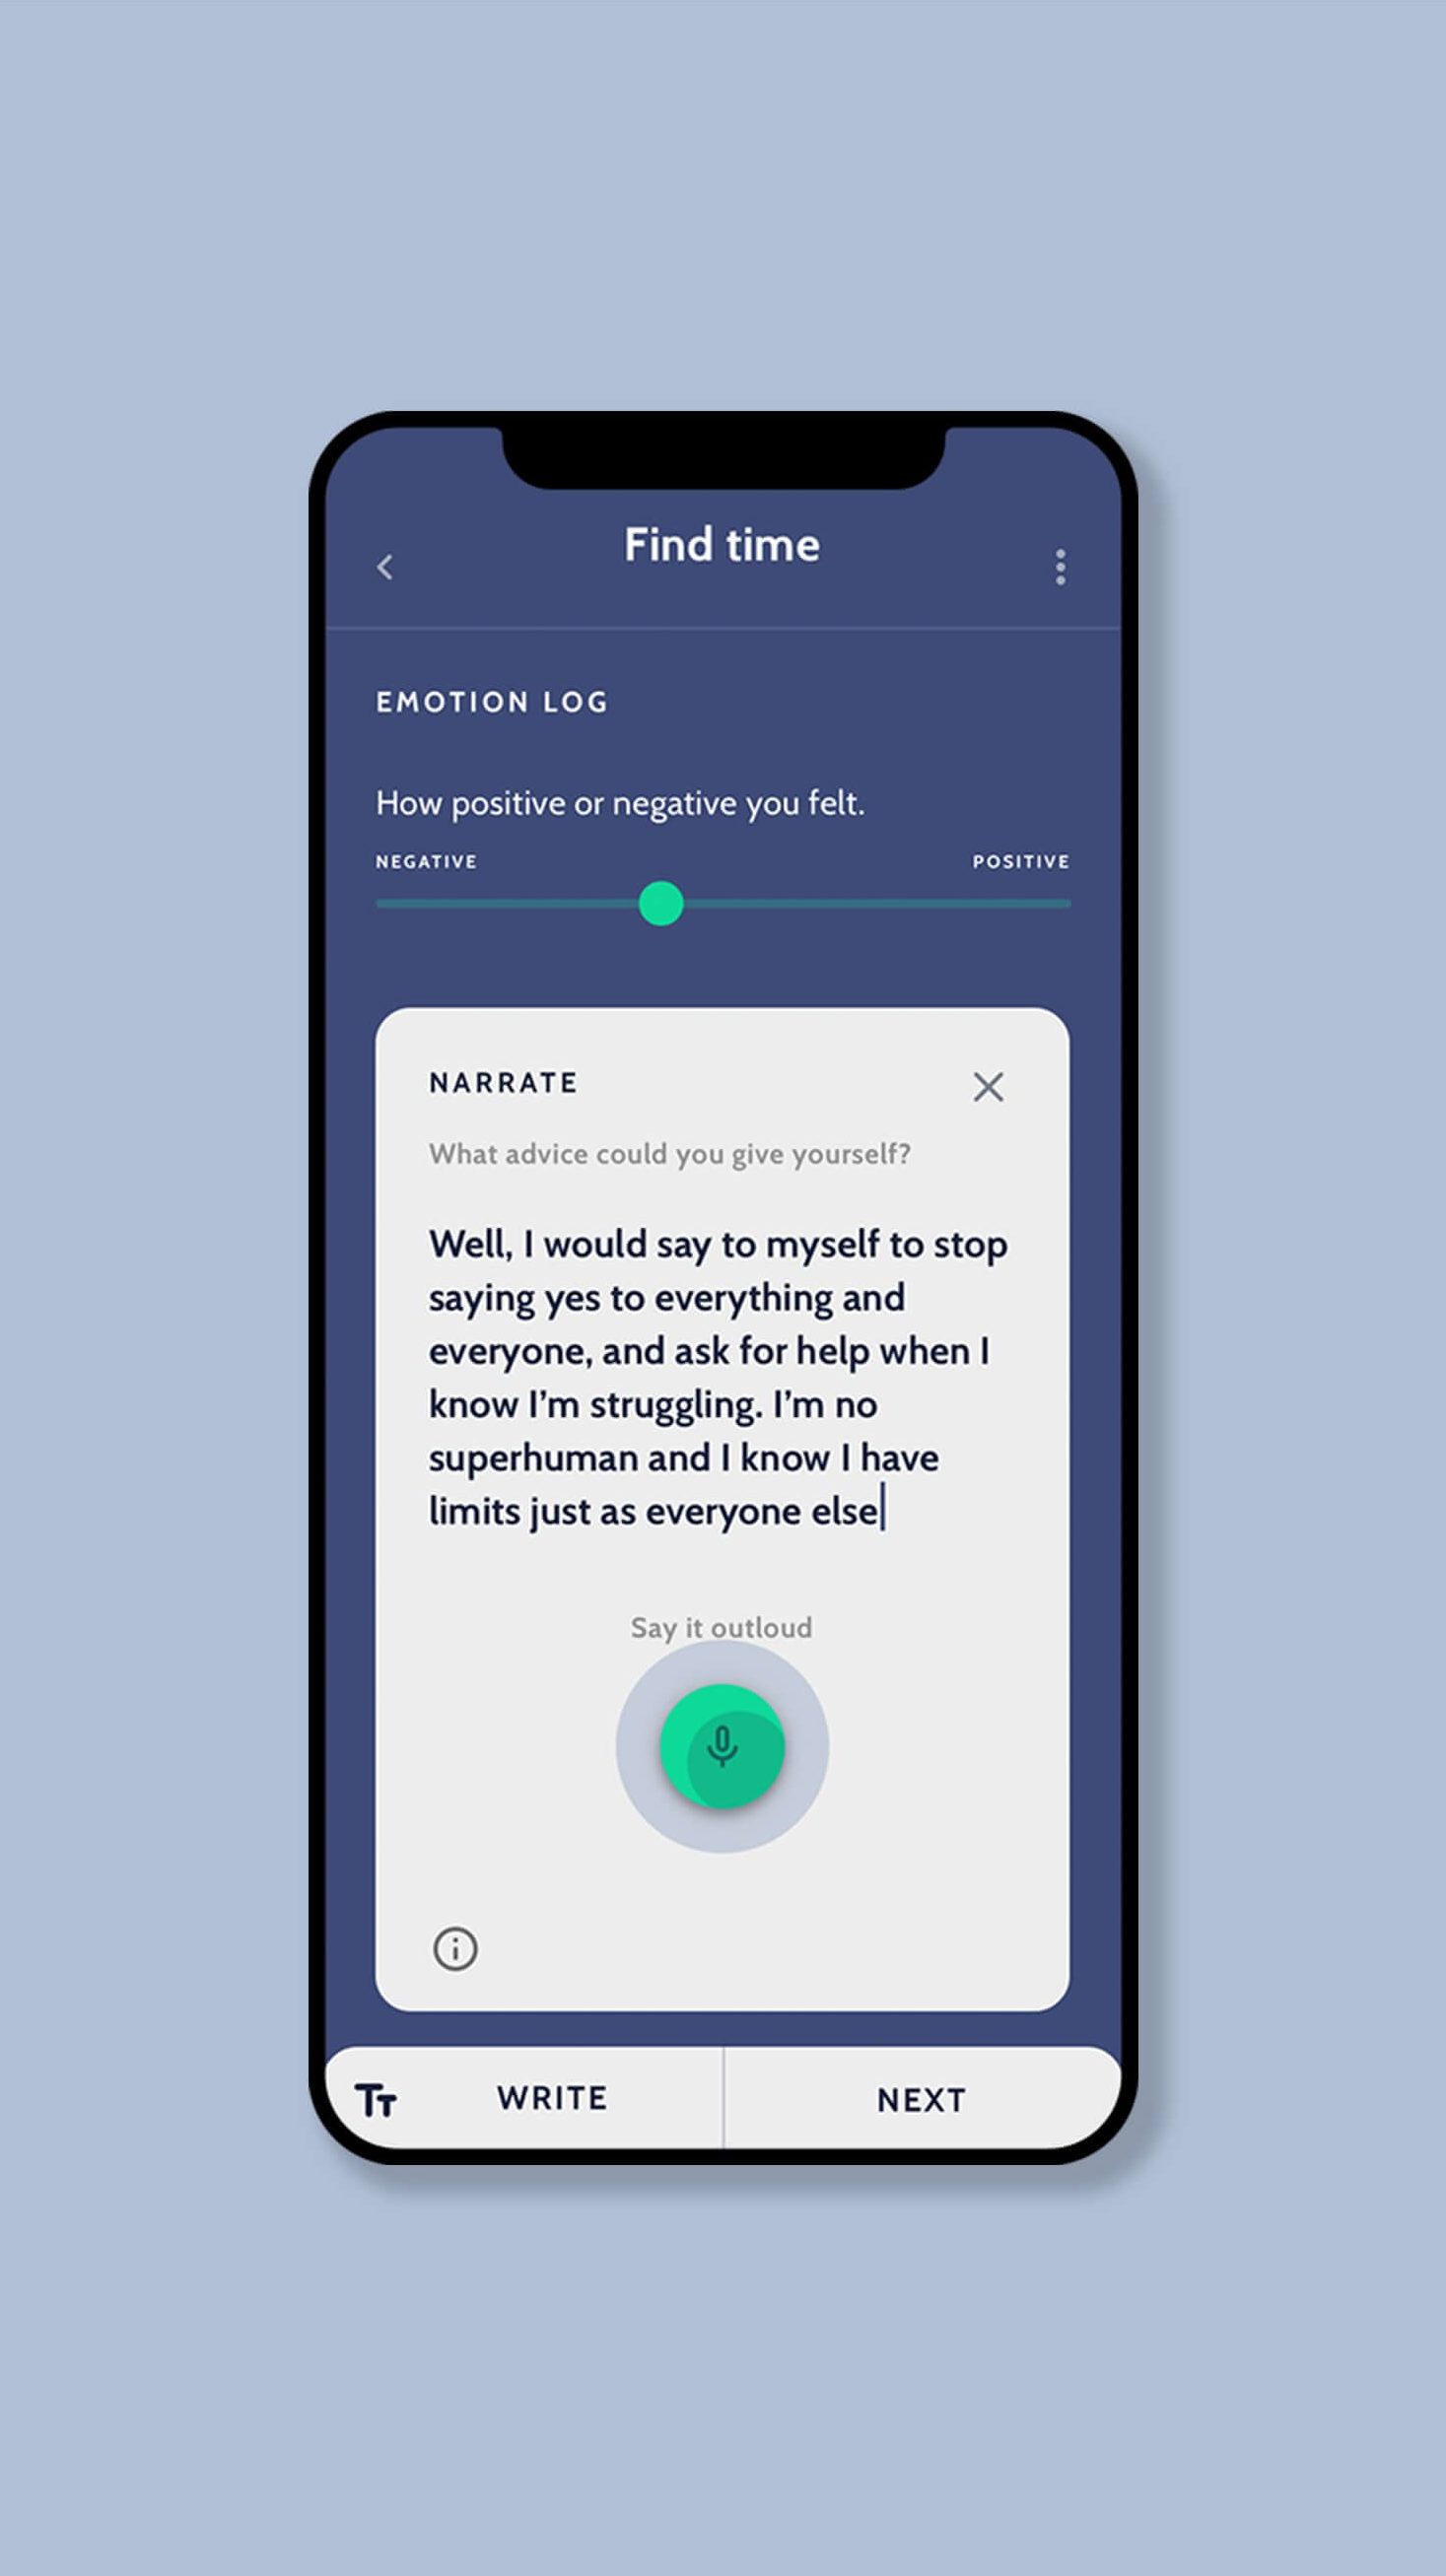 Find time
EMOTION LOG
How positive or negative you felt.
NEGATIVE
POSITIVE
NARRATE
What advice could you give yourself?
Well, I would say to myself to stop
saying yes to everything and
everyone, and ask for help when I
know I’m struggling. I’m no
superhuman and I know I have
limits just as everyone else
Say it outloud
Tт WRITE
NEXT